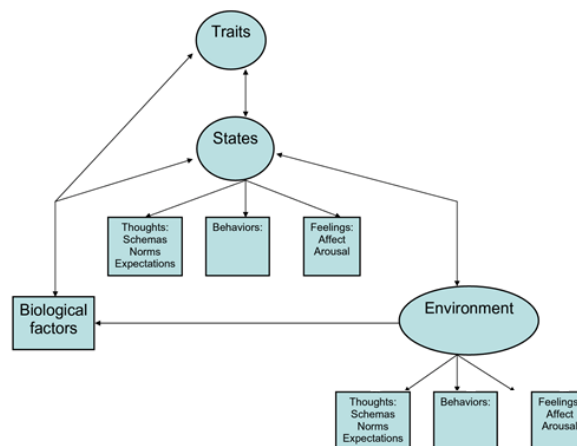 Traits
States
Thoughts:
Schemas
Norms
Expectations
Behaviors:
Feelings:
Affect
Arousal
Biological
factors
Environment
Thoughts:
Schemas
Norms
Expectations
Behaviors:
Feelings
Affect
Arousal